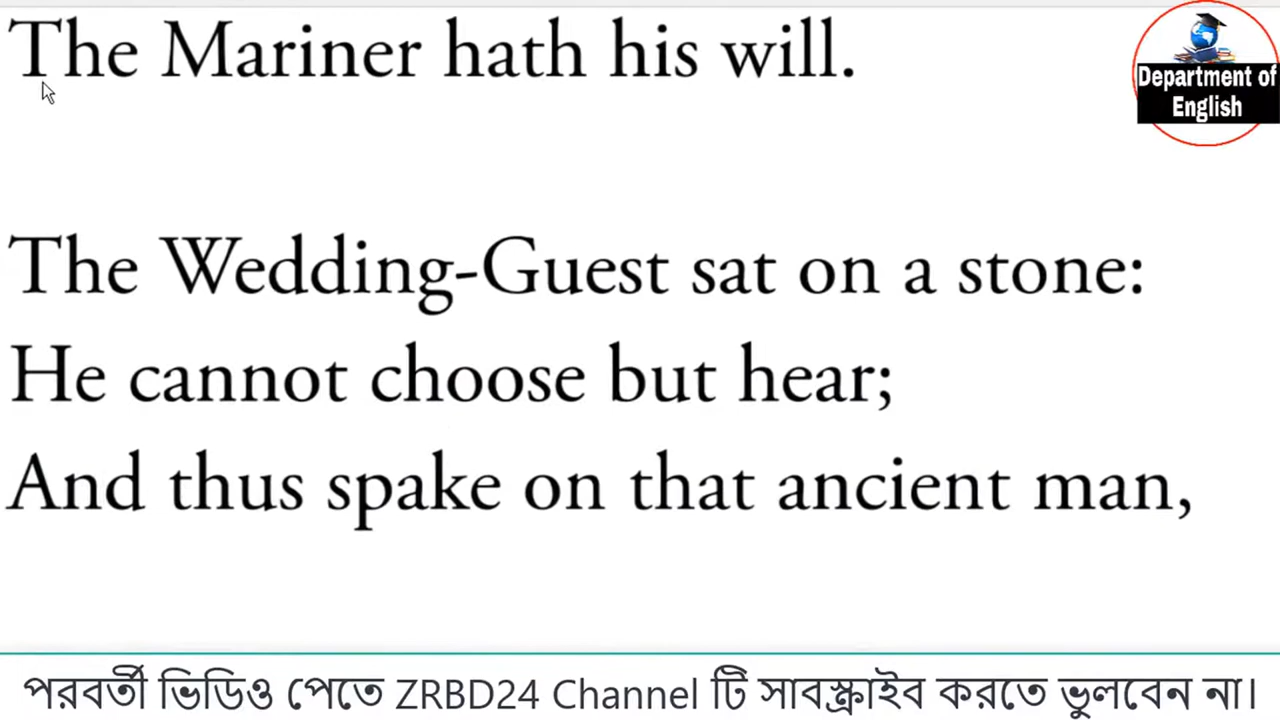 The Mariner hath his will.
Department of
English
The Wedding-Guest sat on a stone:
He cannot choose but hear;
And thus spake on that ancient man,
পরবর্তী ভিডিও পেতে ZRBD24 Channel টি সাবস্ক্রাইব করতে ভুলবেন না।